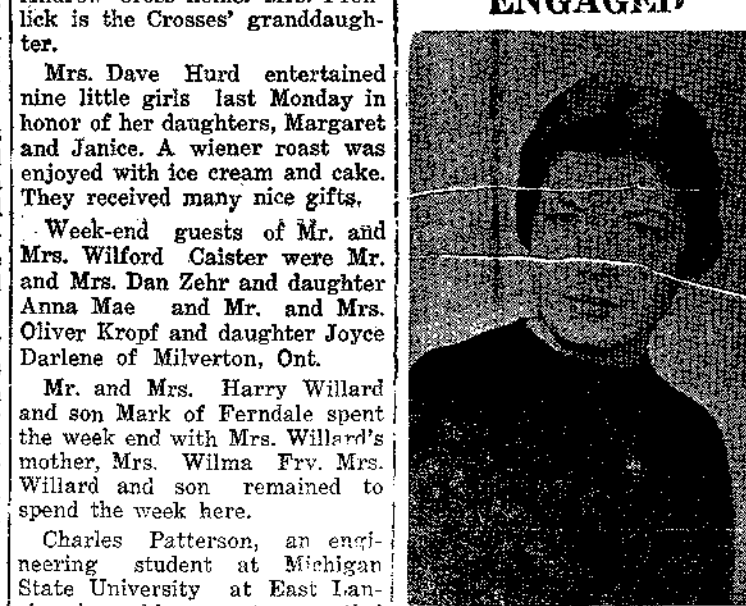 lick is the Crosses' granddaugh-
ter.
Mrs. Dave Hurd entertained
nine little girls last Monday in
honor of her daughters, Margaret
and Janice. A wiener roast was
enjoyed with ice cream and cake.
They received many nice gifts.
Week-end guests of Mr. and
Mrs. Wilford Caister were Mr.
and Mrs. Dan Zehr and daughter
Anna Mae and Mr. and Mrs.
Oliver Kropf and daughter Joyce
Darlene of Milverton, Ont.
Mr. and Mrs. Harry Willard
and son Mark of Ferndale spent
the week end with Mrs. Willard's
mother, Mrs. Wilma Fry. Mrs.
Willard and son remained to
spend the week here.
Charles Patterson, an engi-
neering student at Michigan
State University at East Lan-
ENGAGED